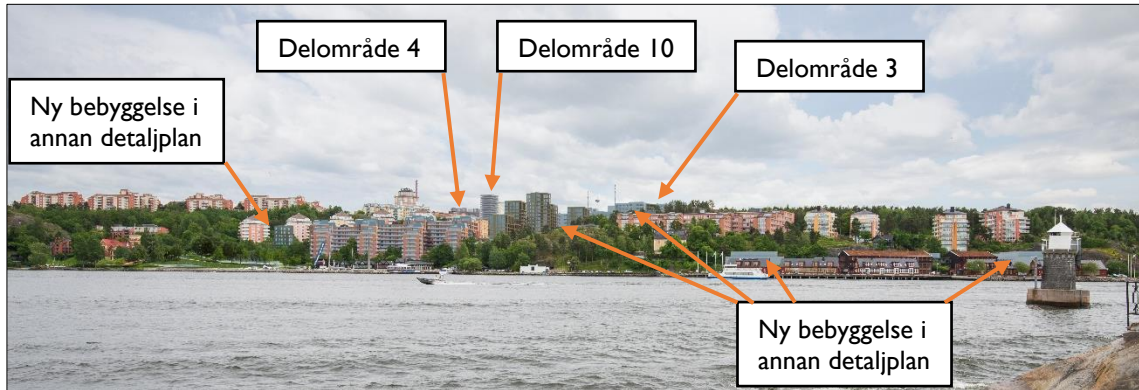 Delområde 4
Delområde 10
Delområde 3
Ny bebyggelse i
annan detaljplan
Ny bebyggelse i
annan detaljplan